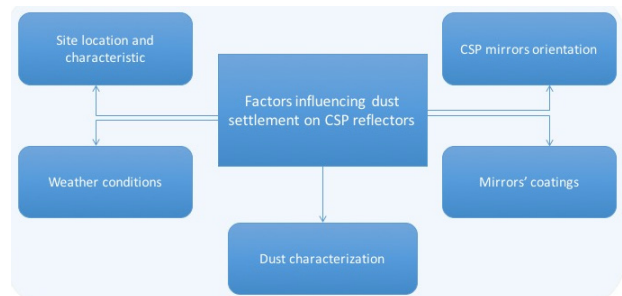 Site location and
characteristic
CSP mirrors orientation
Factors influencing dust
settlement on CSP reflectors
Weather conditions
Mirrors' coatings
Dust characterization